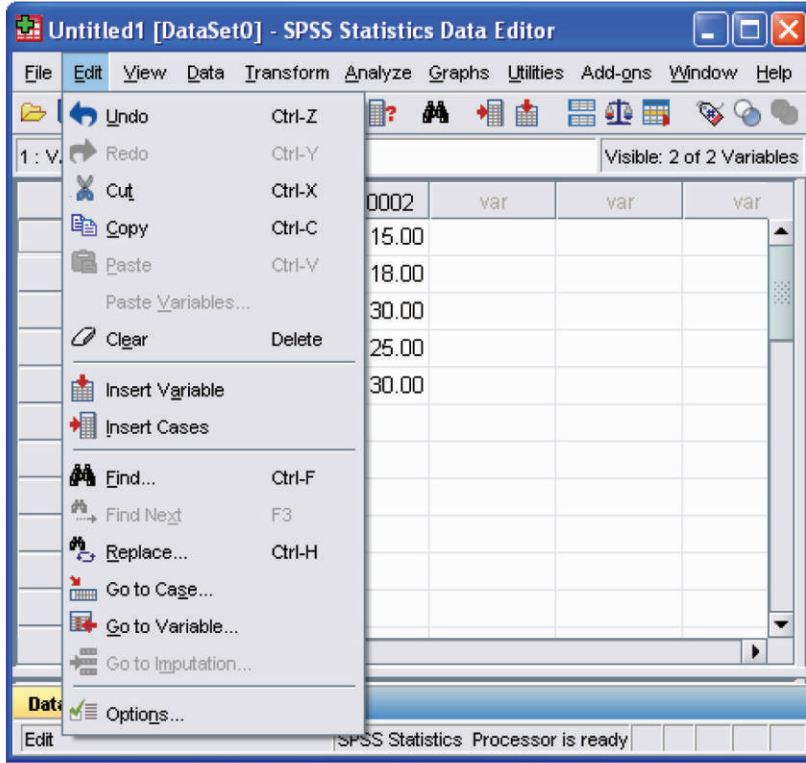 Untitled1 [DataSet0] - SPSS Statistics Data Editor
File Edit View Data Transform Analyze Graphs Utilities Add-ons Window Help
Undo Ctrl-Z
1 : V Visible: 2 of 2 Variables
Redo Ctrl-Y
Cut Ctrl-X
0002 var var var
Copy Ctrl-C
15.00
Paste Ctrl-V
18.00
Paste Variables...
30.00
Clear Delete
25.00
Insert Variable
30.00
Insert Cases
Find... Ctrl-F
Find Next F3
Replace... Ctrl-H
Go to Case...
Go to Variable...
Go to Imputation...
Data
Options...
Edit SPSS Statistics Processor is ready